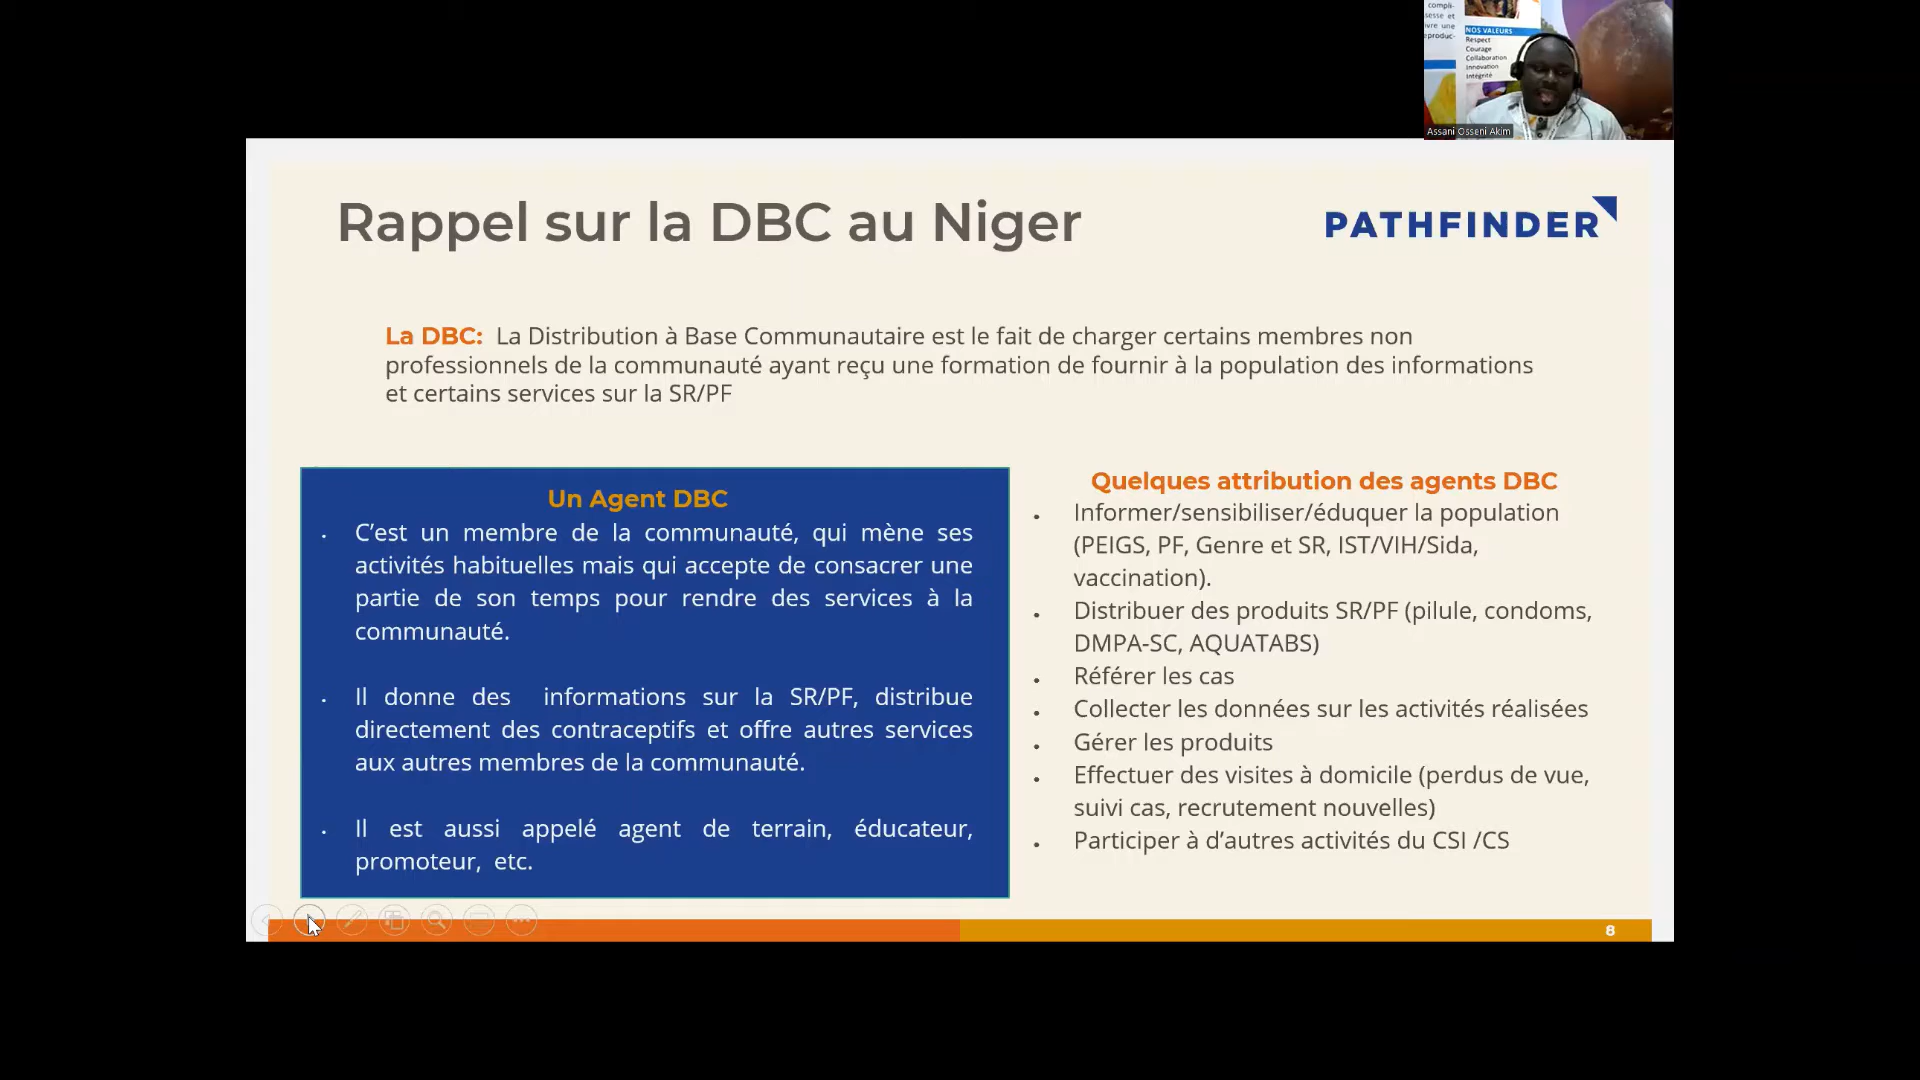 compli-
esse et
ivre une
eproduc-
NOS VALEURS
Respect
Courage
Collaboration
Innovation
Intégrité
Assani Osseni Akim
Rappel sur la DBC au Niger
PATHFINDER
La DBC: La Distribution à Base Communautaire est le fait de charger certains membres non
professionnels de la communauté ayant reçu une formation de fournir à la population des informations
et certains services sur la SR/PF
Un Agent DBC
• C’est un membre de la communauté, qui mène ses
activités habituelles mais qui accepte de consacrer une
partie de son temps pour rendre des services à la
communauté.
• Il donne des informations sur la SR/PF, distribue
directement des contraceptifs et offre autres services
aux autres membres de la communauté.
• Il est aussi appelé agent de terrain, éducateur,
promoteur, etc.
Quelques attribution des agents DBC
• Informer/sensibiliser/éduquer la population
(PEIGS, PF, Genre et SR, IST/VIH/Sida,
vaccination).
• Distribuer des produits SR/PF (pilule, condoms,
DMPA-SC, AQUATABS)
• Référer les cas
• Collecter les données sur les activités réalisées
• Gérer les produits
• Effectuer des visites à domicile (perdus de vue,
suivi cas, recrutement nouvelles)
• Participer à d’autres activités du CSI /CS
8